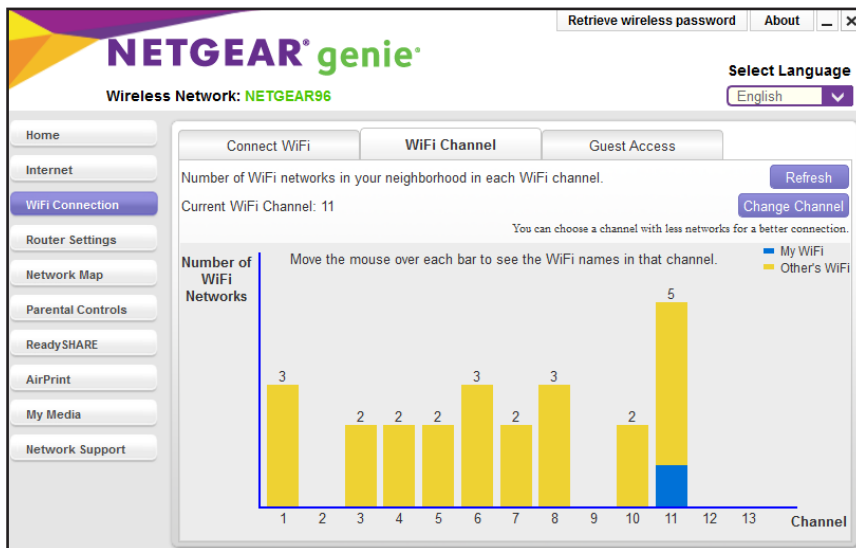 Retrieve wireless password About
NETGEAR® genie®
Select Language
Wireless Network: NETGEAR96
English
Home
Internet
WiFi Connection
Router Settings
Network Map
Parental Controls
ReadySHARE
AirPrint
My Media
Network Support
Connect WiFi WiFi Channel Guest Access
Number of WiFi networks in your neighborhood in each WiFi channel.
Refresh
Current WiFi Channel: 11
Change Channel
You can choose a channel with less networks for a better connection.
Number of
WiFi
Networks
Move the mouse over each bar to see the WiFi names in that channel.
My WiFi
Other's WiFi
3 2 2 2 3 2 3 2 5
1 2 3 4 5 6 7 8 9 10 11 12 13 Channel